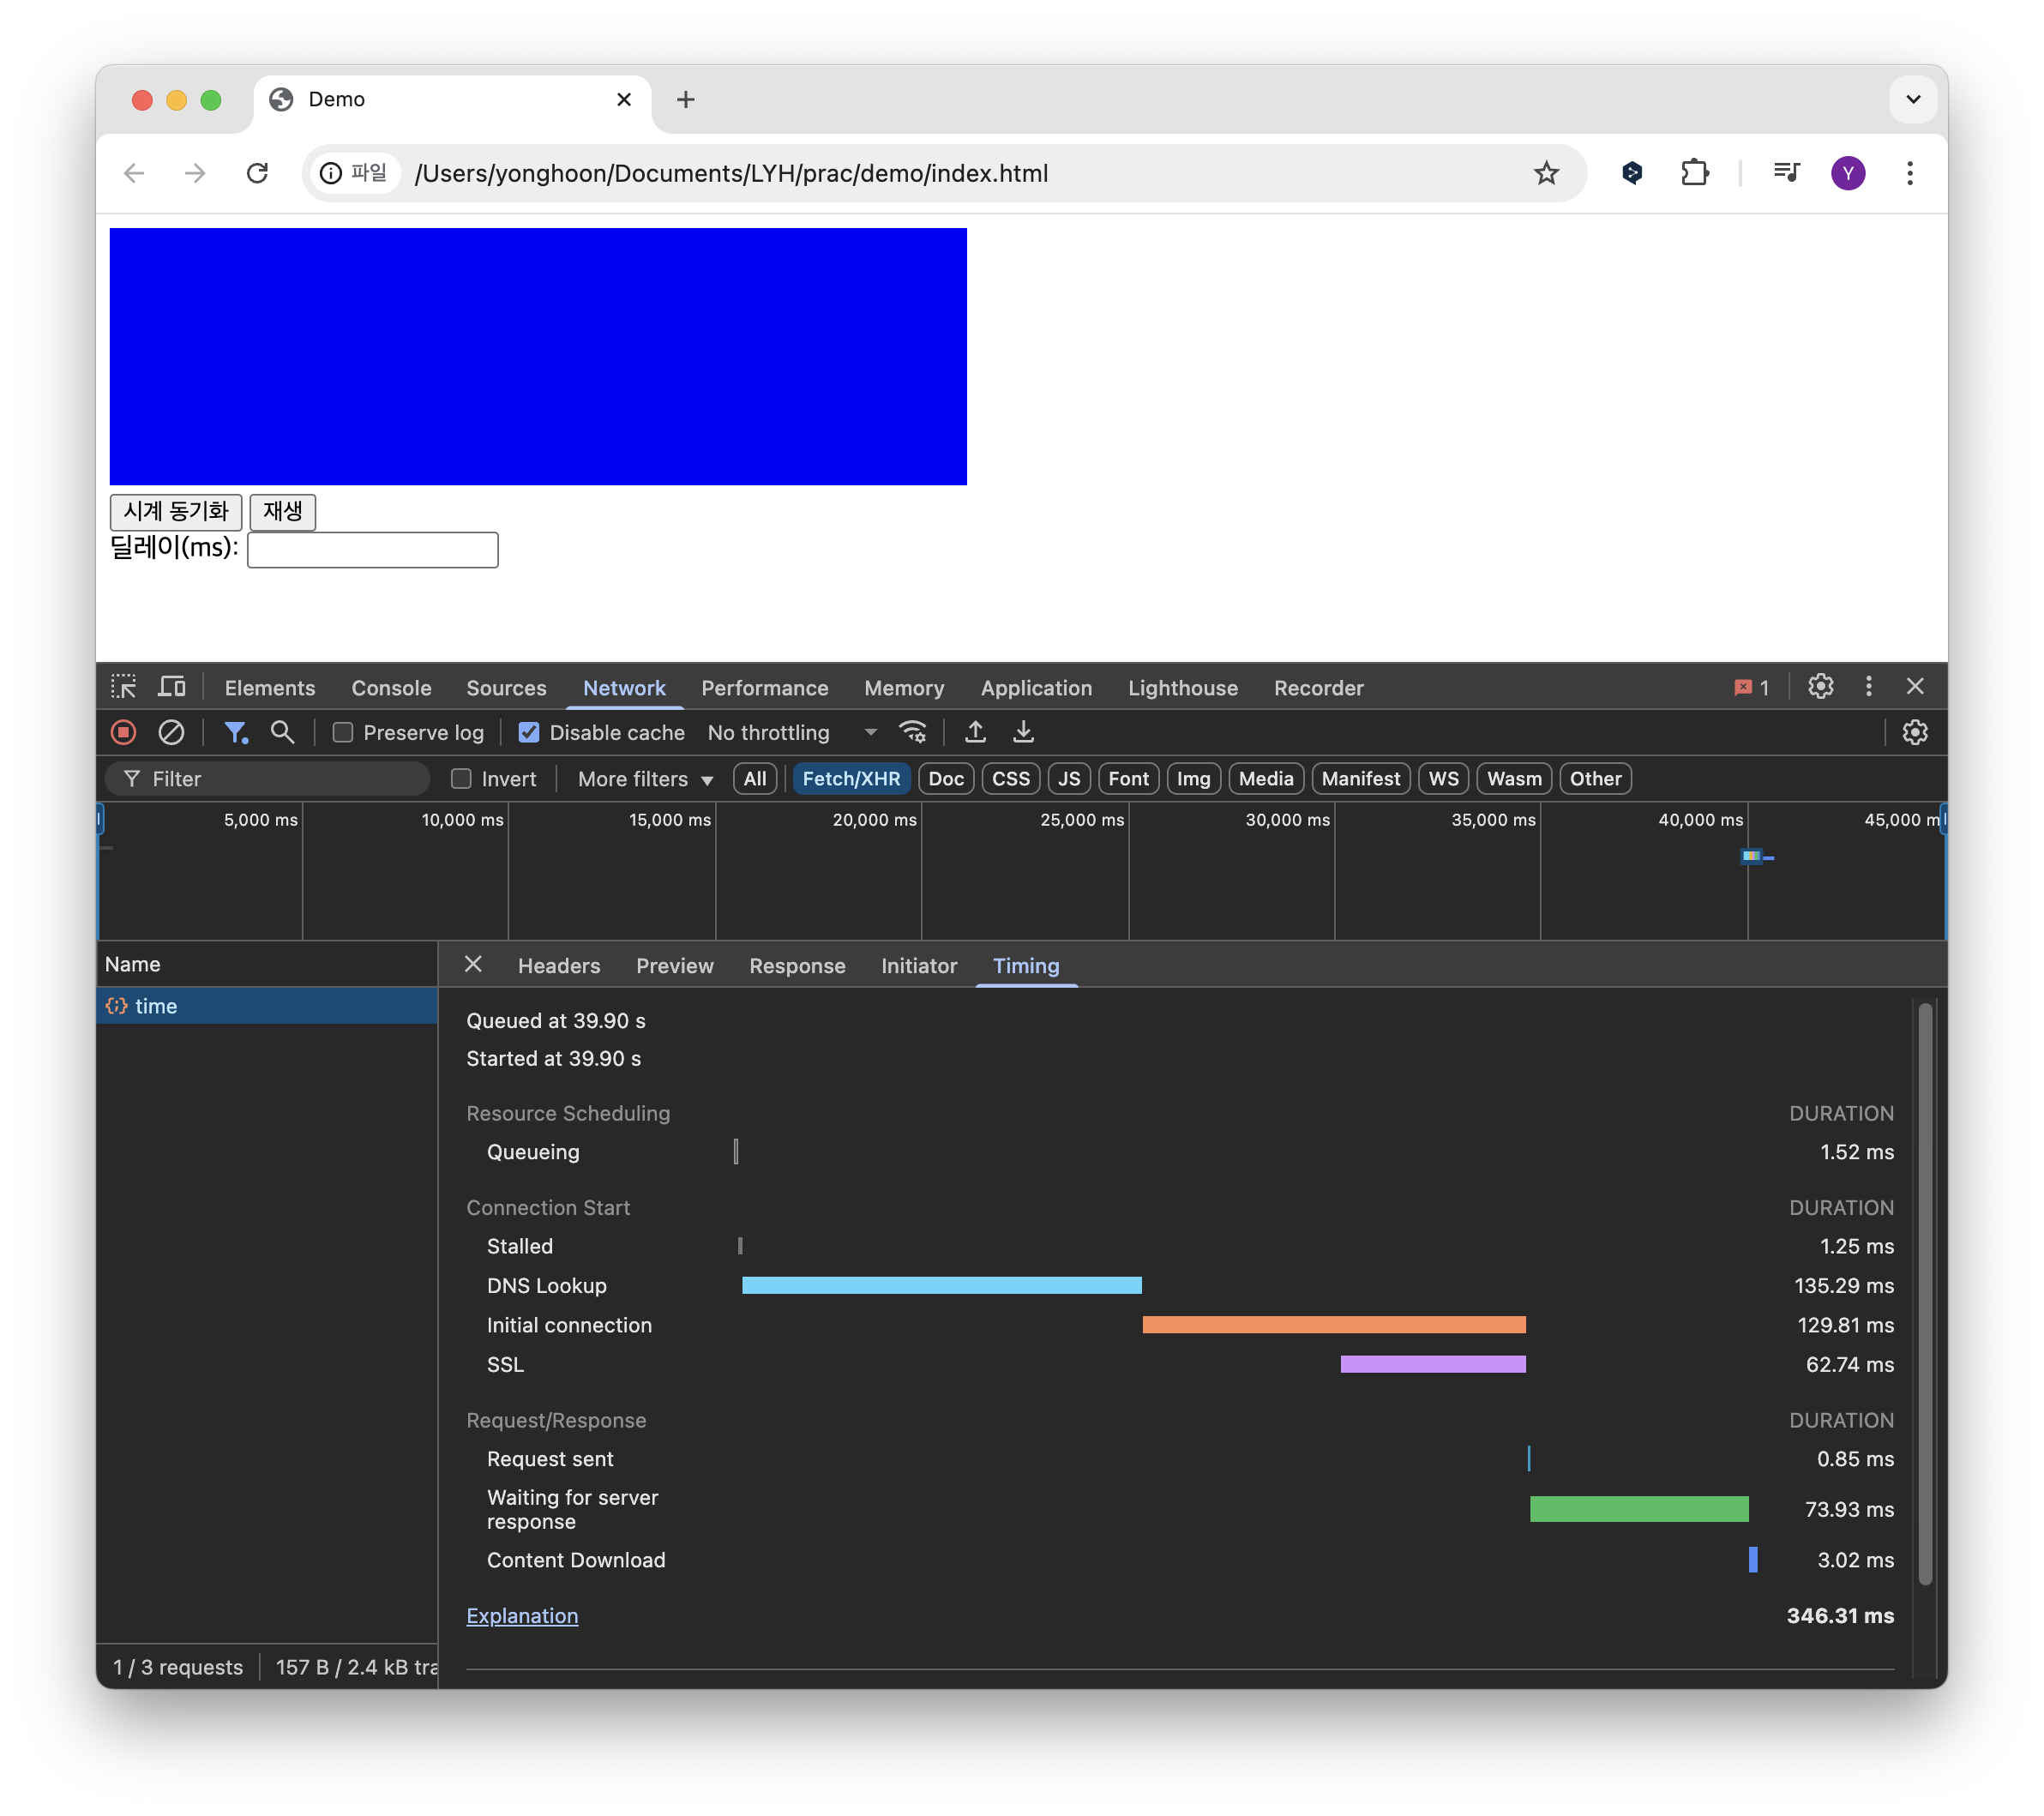 Demo
파일 /Users/yonghoon/Documents/LYH/prac/demo/index.html
Y
시계 동기화 재생
딜레이(ms):
Elements Console Sources Network Performance Memory Application Lighthouse Recorder 1
Preserve log Disable cache No throttling
Filter Invert More filters All Fetch/XHR Doc CSS JS Font Img Media Manifest WS Wasm Other
5,000 ms 10,000 ms 15,000 ms 20,000 ms 25,000 ms 30,000 ms 35,000 ms 40,000 ms 45,000 m
Name Headers Preview Response Initiator Timing
time
Queued at 39.90 s
Started at 39.90 s
Resource Scheduling DURATION
Queueing 1.52 ms
Connection Start DURATION
Stalled 1.25 ms
DNS Lookup 135.29 ms
Initial connection 129.81 ms
SSL 62.74 ms
Request/Response DURATION
Request sent 0.85 ms
Waiting for server
response 73.93 ms
Content Download 3.02 ms
Explanation 346.31 ms
1 / 3 requests 157 B / 2.4 kB tra